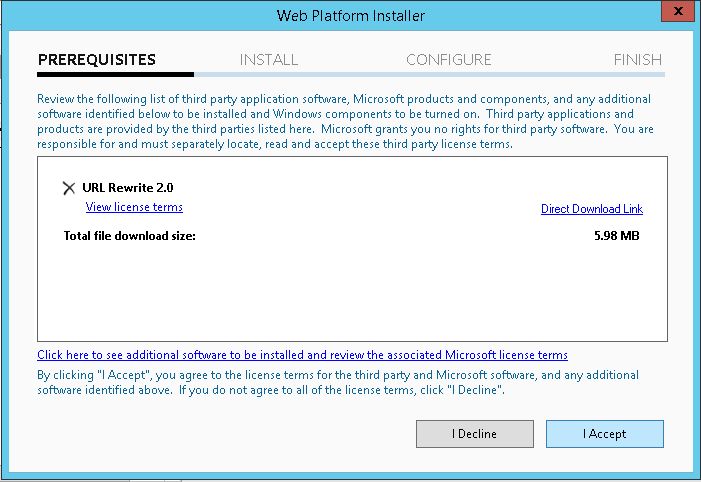 Web Platform Installer
x
PREREQUISITES INSTALL CONFIGURE FINISH
Review the following list of third party application software, Microsoft products and components, and any additional
software identified below to be installed and Windows components to be turned on. Third party applications and
products are provided by the third parties listed here. Microsoft grants you no rights for third party software. You are
responsible for and must separately locate, read and accept these third party license terms.
URL Rewrite 2.0
View license terms Direct Download Link
Total file download size: 5.98 MB
Click here to see additional software to be installed and review the associated Microsoft license terms
By clicking "I Accept", you agree to the license terms for the third party and Microsoft software, and any additional
software identified above. If you do not agree to all of the license terms, click "I Decline".
I Decline I Accept